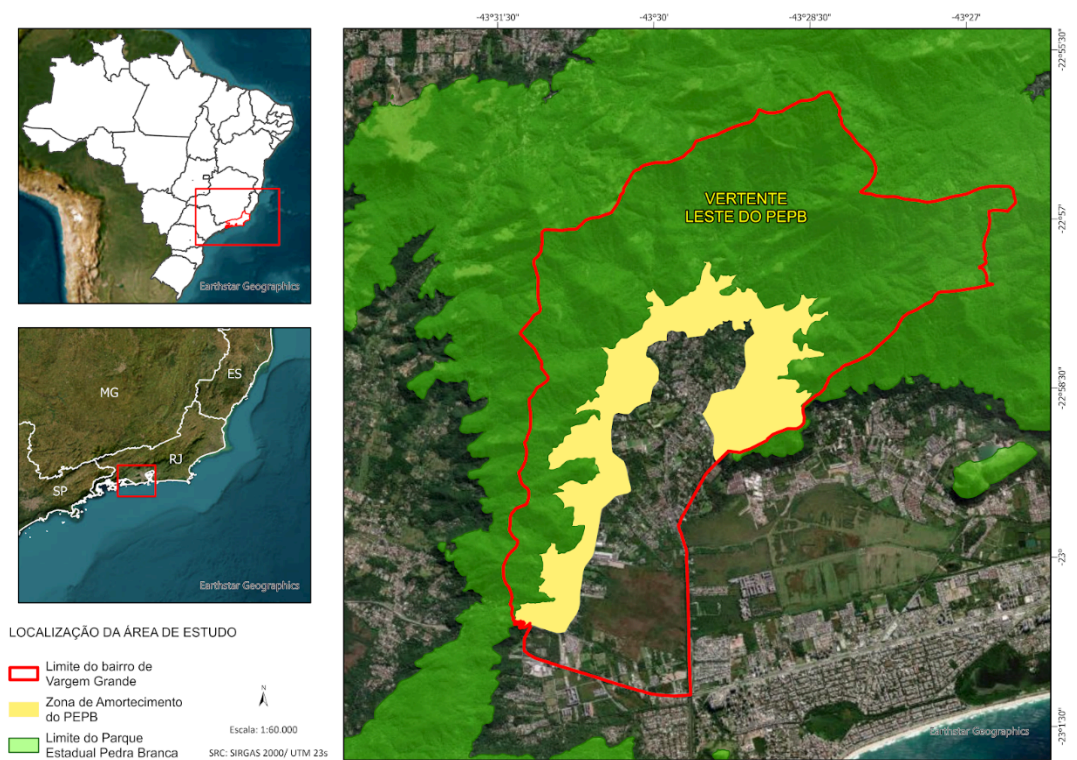 -43°31'30"
-43°30'
-43°28'30"
-43°27'
-22°55'30"
-22°57'
-22°58'30"
-23°
-23°1'30"
VERTENTE
LESTE DO PEPB
Earthstar Geographics
Earthstar Geographics
MG
ES
RJ
SP
Earthstar Geographics
LOCALIZAÇÃO DA ÁREA DE ESTUDO
Limite do bairro de
Vargem Grande
Zona de Amortecimento
do PEPB
Limite do Parque
Estadual Pedra Branca
N
Escala: 1:60.000
SRC: SIRGAS 2000/ UTM 23s